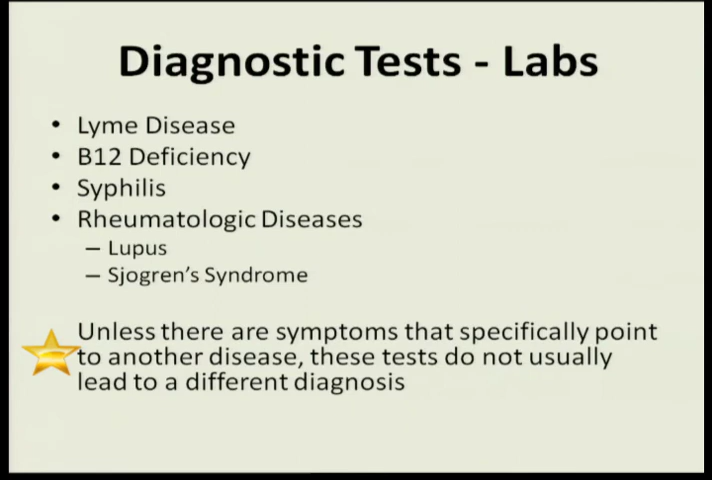 Diagnostic Tests - Labs
• Lyme Disease
• B12 Deficiency
• Syphilis
• Rheumatologic Diseases
– Lupus
– Sjogren's Syndrome
Unless there are symptoms that specifically point
to another disease, these tests do not usually
lead to a different diagnosis